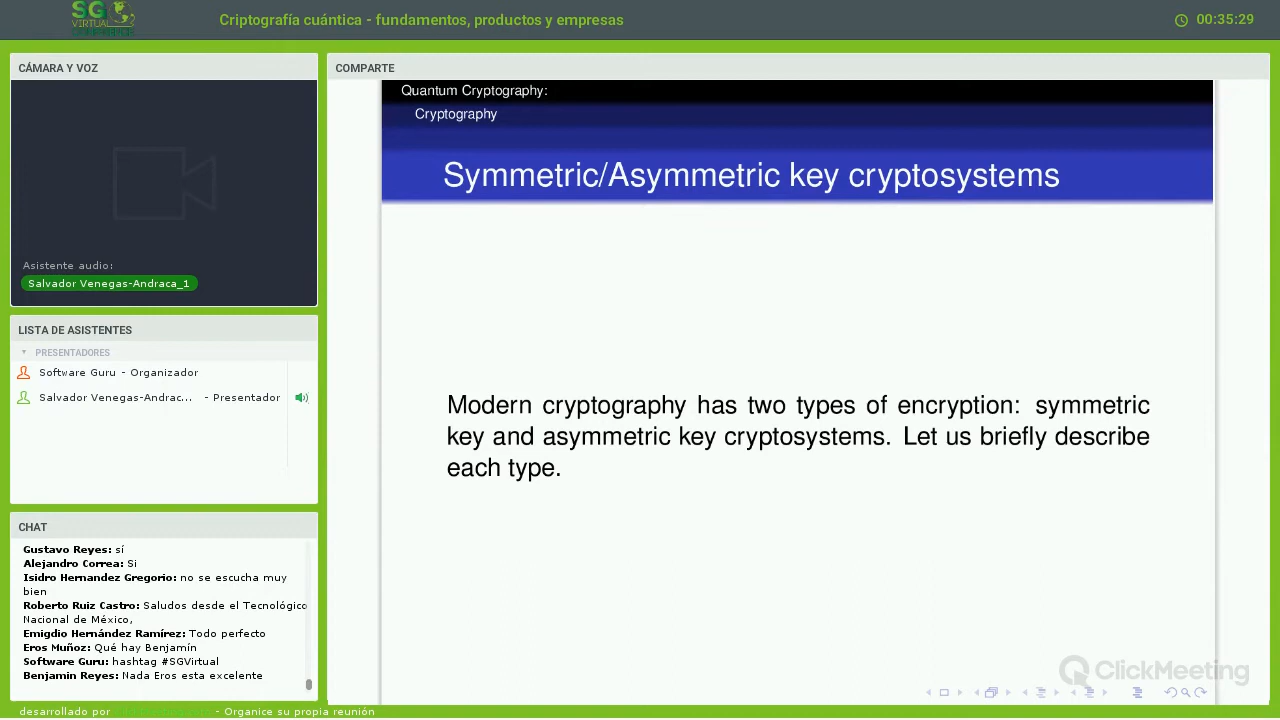 SG
VIRTUAL
CONFERENCE
Criptografía cuántica - fundamentos, productos y empresas
00:35:29
CÁMARA Y VOZ
Asistente audio:
Salvador Venegas-Andraca_1
LISTA DE ASISTENTES
PRESENTADORES
Software Guru - Organizador
Salvador Venegas-Andrac... - Presentador
CHAT
Gustavo Reyes: sí
Alejandro Correa: Si
Isidro Hernandez Gregorio: no se escucha muy
bien
Roberto Ruiz Castro: Saludos desde el Tecnológico
Nacional de México,
Emigdio Hernández Ramírez: Todo perfecto
Eros Muñoz: Qué hay Benjamín
Software Guru: hashtag #SGVirtual
Benjamin Reyes: Nada Eros esta excelente
COMPARTE
Quantum Cryptography:
Cryptography
Symmetric/Asymmetric key cryptosystems
Modern cryptography has two types of encryption: symmetric
key and asymmetric key cryptosystems. Let us briefly describe
each type.
ClickMeeting
desarrollado por - Organice su propia reunión